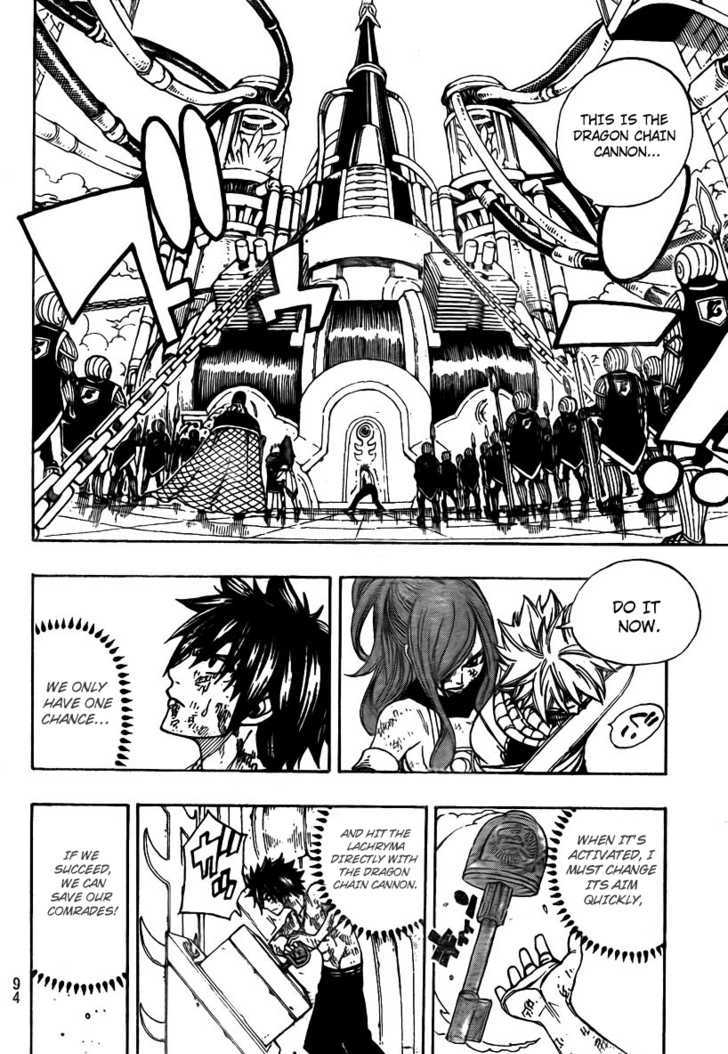 THIS IS THE
DRAGON CHAIN
CANNON...
DO IT
NOW.
WE ONLY
HAVE ONE
CHANCE...
WHEN IT'S
ACTIVATED, I
MUST CHANGE
ITS AIM
QUICKLY,
AND HIT THE
LACHRYMA
DIRECTLY WITH
THE DRAGON
CHAIN CANNON.
IF WE
SUCCEED,
WE CAN
SAVE OUR
COMRADES!
94